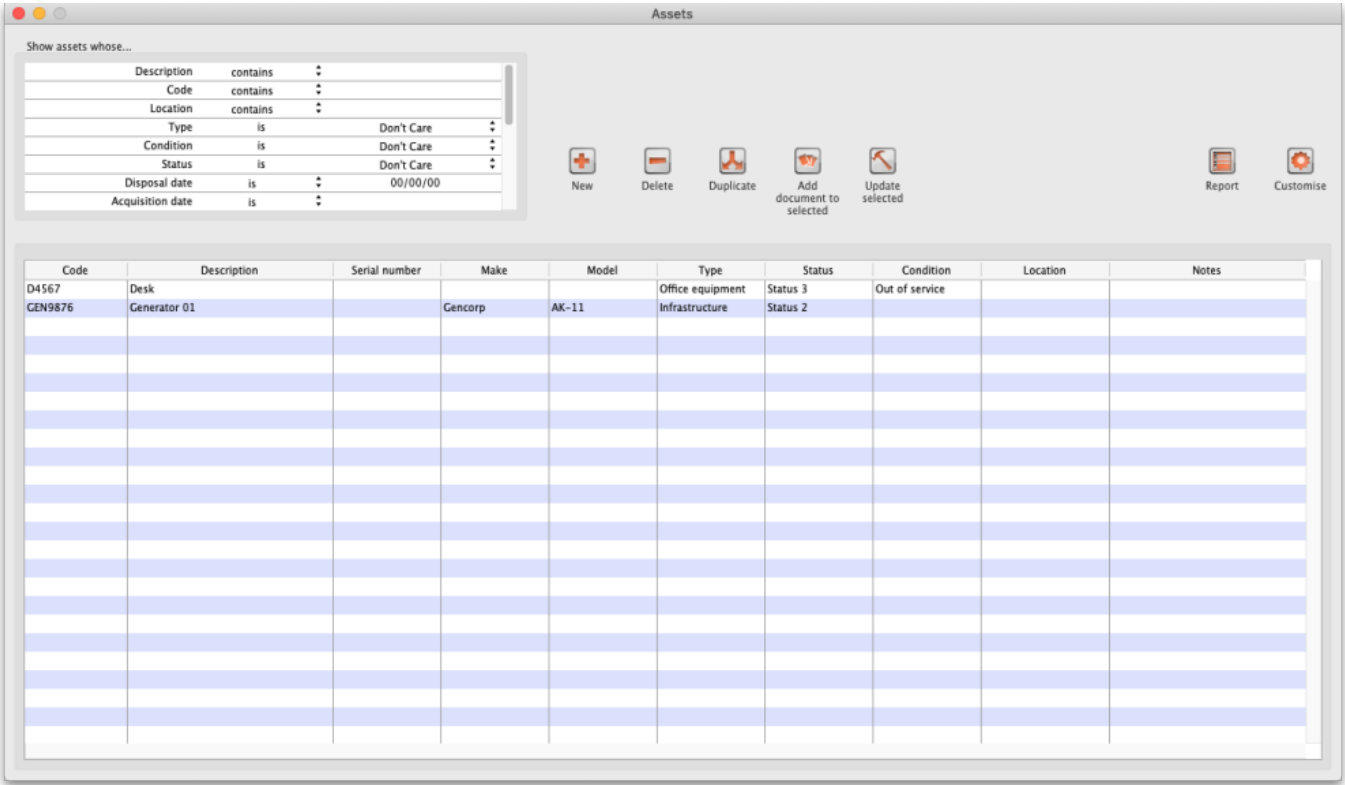 Assets
Show assets whose...
Description contains
Code contains
Location contains
Type is Don't Care
Condition is Don't Care
Status is Don't Care
Disposal date is 00/00/00
Acquisition date is
New Delete Duplicate Add document to selected Update selected Report Customise
Code Description Serial number Make Model Type Status Condition Location Notes
D4567 Desk Office equipment Status 3 Out of service
GEN9876 Generator 01 Gencorp AK-11 Infrastructure Status 2